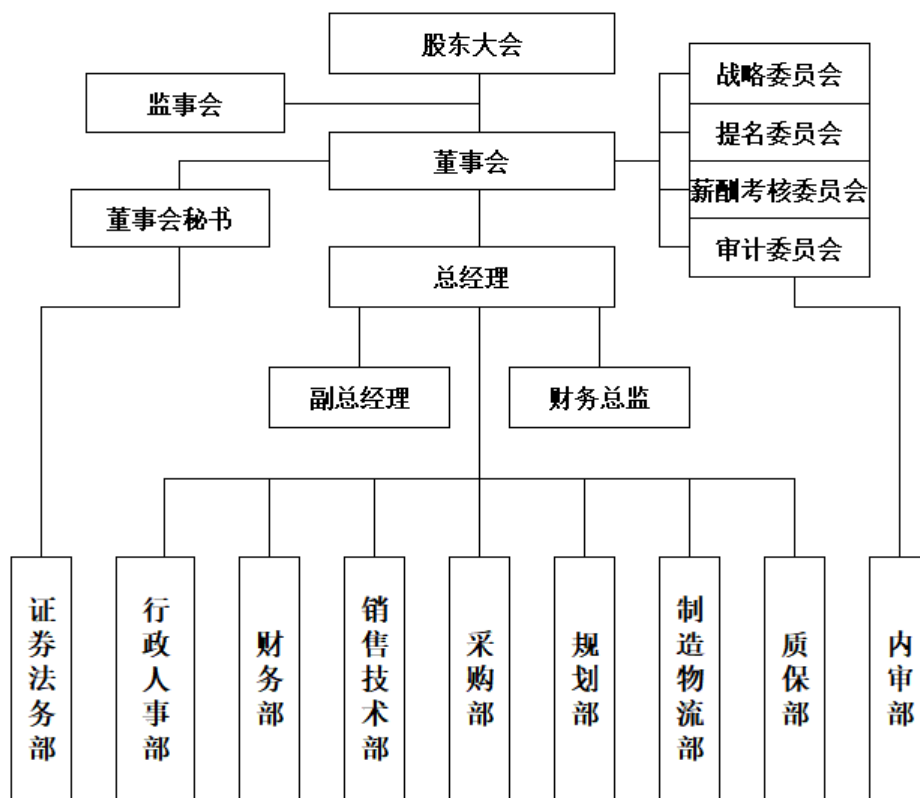 股东大会
战略委员会
监事会
提名委员会
董事会
薪酬考核委员会
董事会秘书
审计委员会
总经理
副总经理
财务总监
证券法务部
行政人事部
财务部
销售技术部
采购部
规划部
制造物流部
质保部
内审部